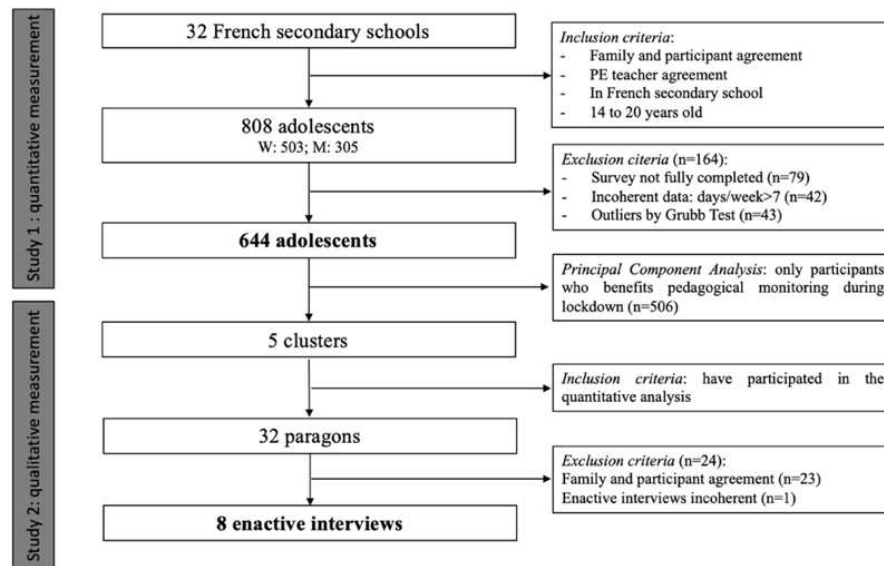 Study 1 : quantitative measurement
32 French secondary schools
Inclusion criteria:
- Family and participant agreement
- PE teacher agreement
- In French secondary school
- 14 to 20 years old
808 adolescents
W: 503; M: 305
Exclusion citeria (n=164):
- Survey not fully completed (n=79)
- Incoherent data: days/week>7 (n=42)
- Outliers by Grubb Test (n=43)
644 adolescents
Principal Component Analysis: only participants
who benefits pedagogical monitoring during
lockdown (n=506)
Study 2: qualitative measurement
5 clusters
Inclusion criteria: have participated in the
quantitative analysis
32 paragons
Exclusion criteria (n=24):
Family and participant agreement (n=23)
Enactive interviews incoherent (n=1)
8 enactive interviews